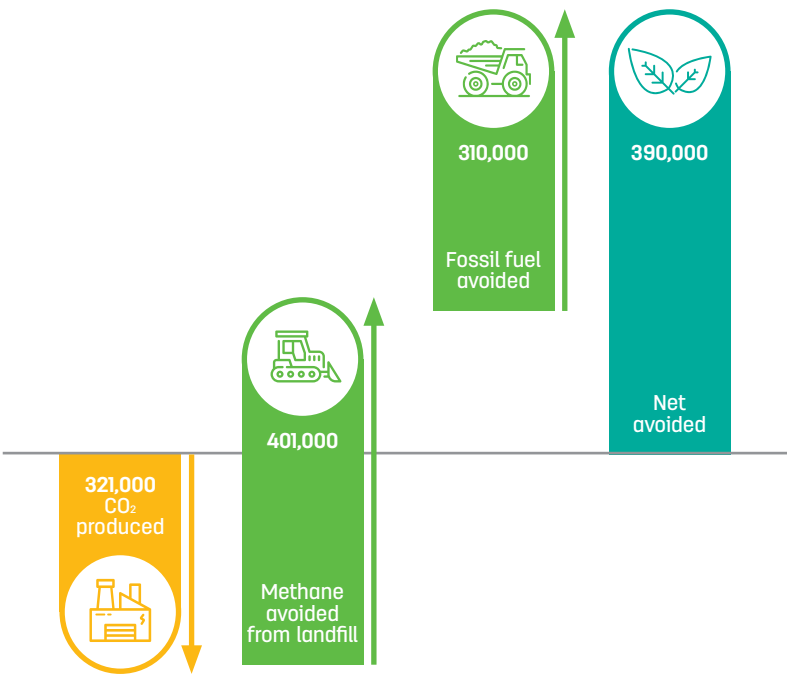 321,000
CO₂
produced
401,000
Methane
avoided
from landfill
310,000
Fossil fuel
avoided
390,000
Net
avoided